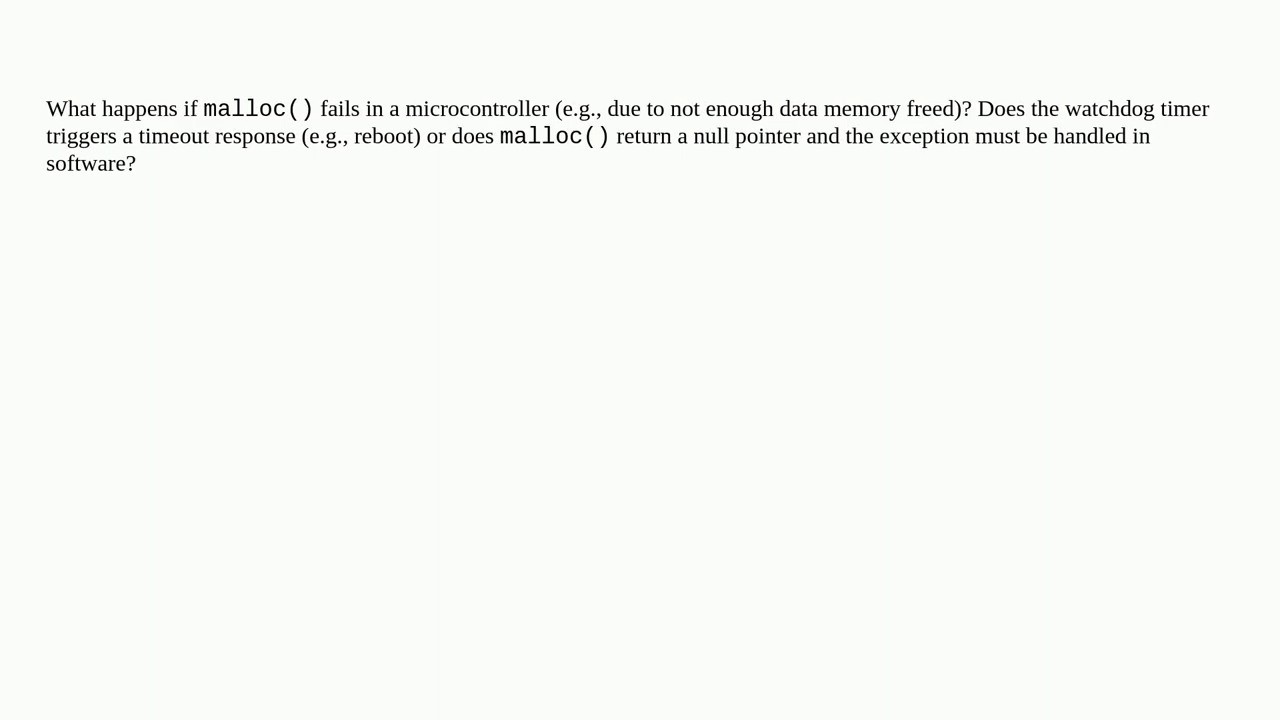 What happens if malloc() fails in a microcontroller (e.g., due to not enough data memory freed)? Does the watchdog timer
triggers a timeout response (e.g., reboot) or does malloc() return a null pointer and the exception must be handled in
software?